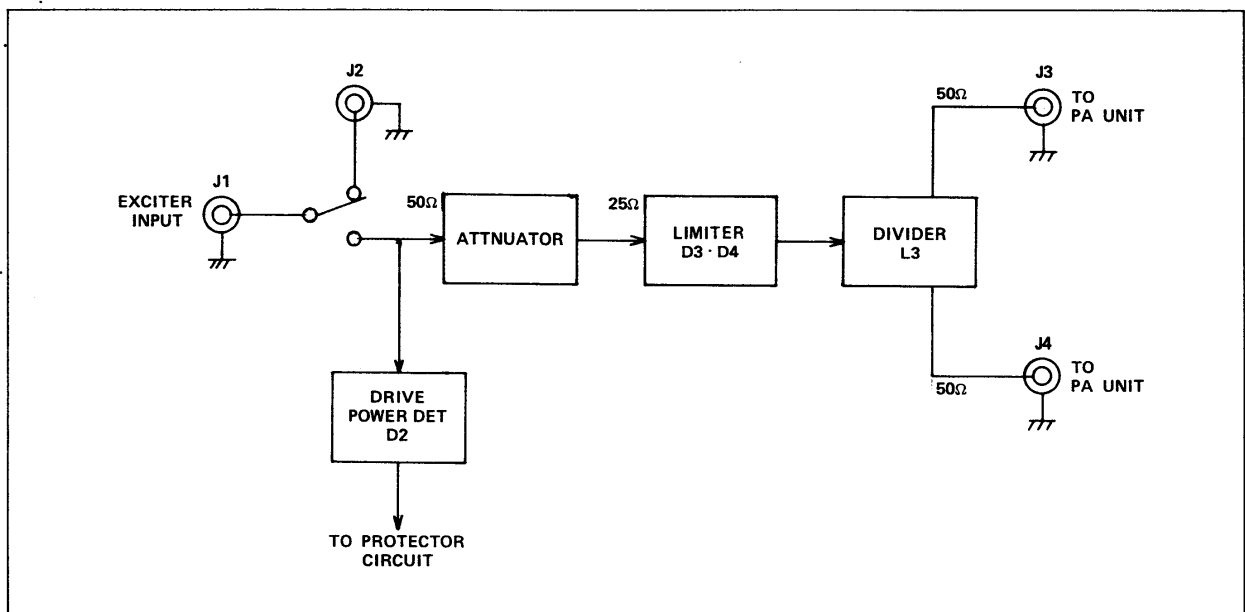 J2
J1
EXCITER
INPUT
50Ω
ATTNUATOR
25Ω
LIMITER
D3 · D4
DIVIDER
L3
50Ω
J3
TO
PA UNIT
J4
TO
PA UNIT
50Ω
DRIVE
POWER DET
D2
TO PROTECTOR
CIRCUIT